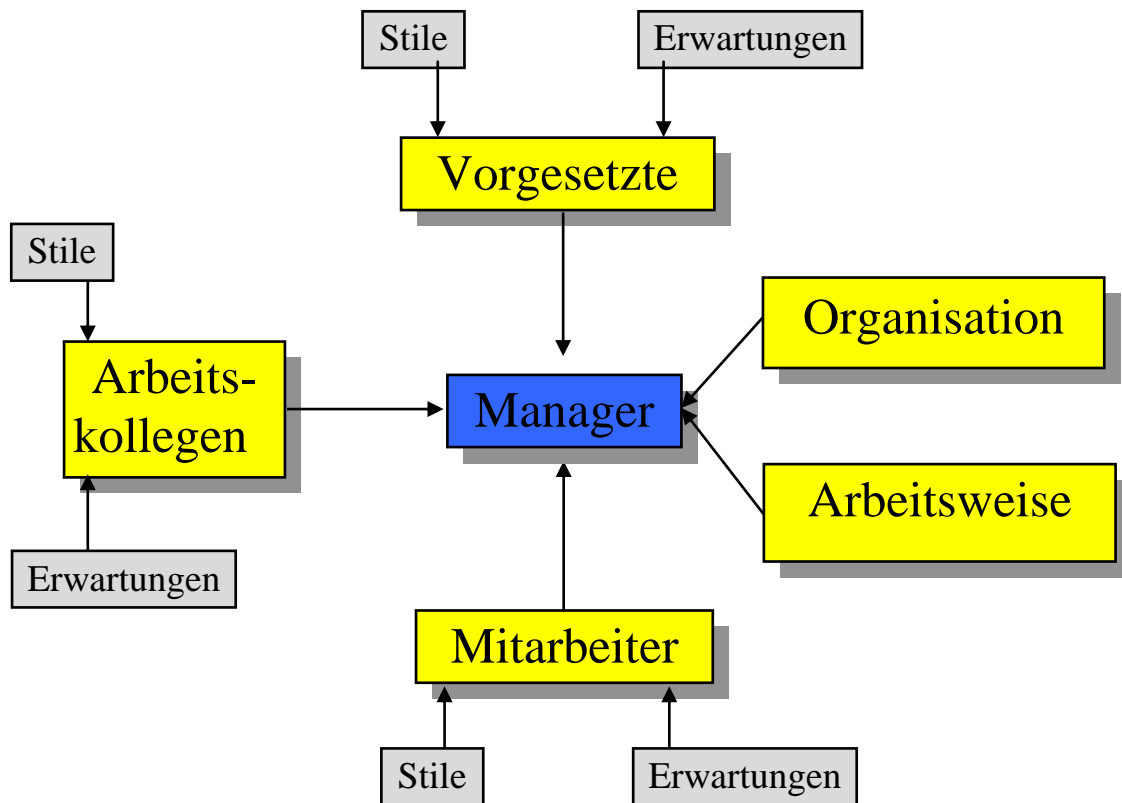 Stile
Erwartungen
Vorgesetzte
Stile
Organisation
Arbeits-
kollegen
Manager
Arbeitsweise
Erwartungen
Mitarbeiter
Stile
Erwartungen